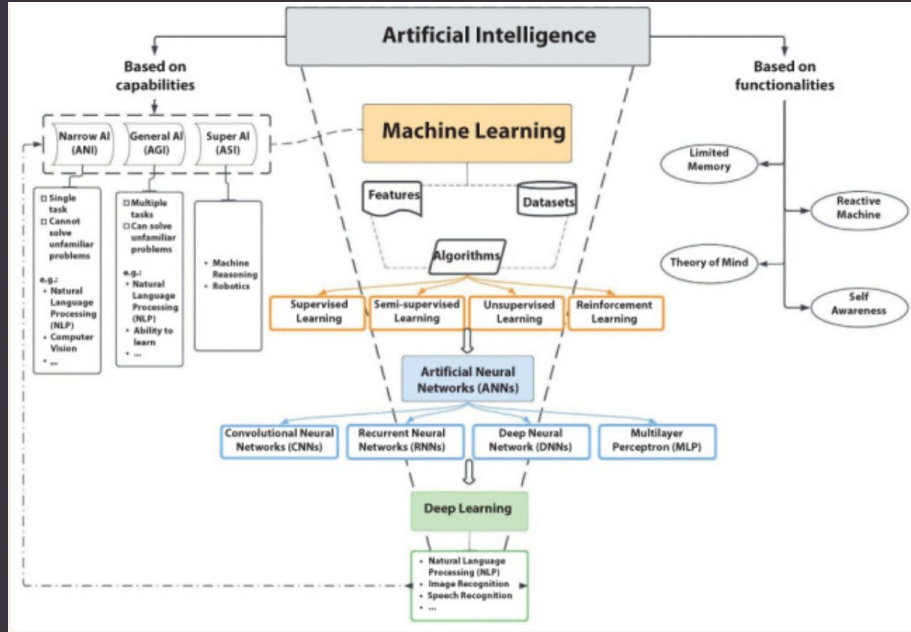 Artificial Intelligence
Based on
capabilities
Based on
functionalities
Narrow AI
(ANI)
General AI
(AGI)
Super AI
(ASI)
Single
task
Cannot
solve
unfamiliar
problems
e.g.:
• Natural
Language
Processing
(NLP)
• Computer
Vision
• ...
Multiple
tasks
Can solve
unfamiliar
problems
e.g.:
• Natural
Language
Processing
(NLP)
• Ability to
learn
• ...
• Machine
Reasoning
• Robotics
Machine Learning
Features
Datasets
Algorithms
Supervised
Learning
Semi-supervised
Learning
Unsupervised
Learning
Reinforcement
Learning
Artificial Neural
Networks (ANNs)
Convolutional Neural
Networks (CNNs)
Recurrent Neural
Networks (RNNs)
Deep Neural
Network (DNNs)
Multilayer
Perceptron (MLP)
Deep Learning
• Natural Language
Processing (NLP)
• Image Recognition
• Speech Recognition
• ...
Limited
Memory
Reactive
Machine
Theory of Mind
Self
Awareness